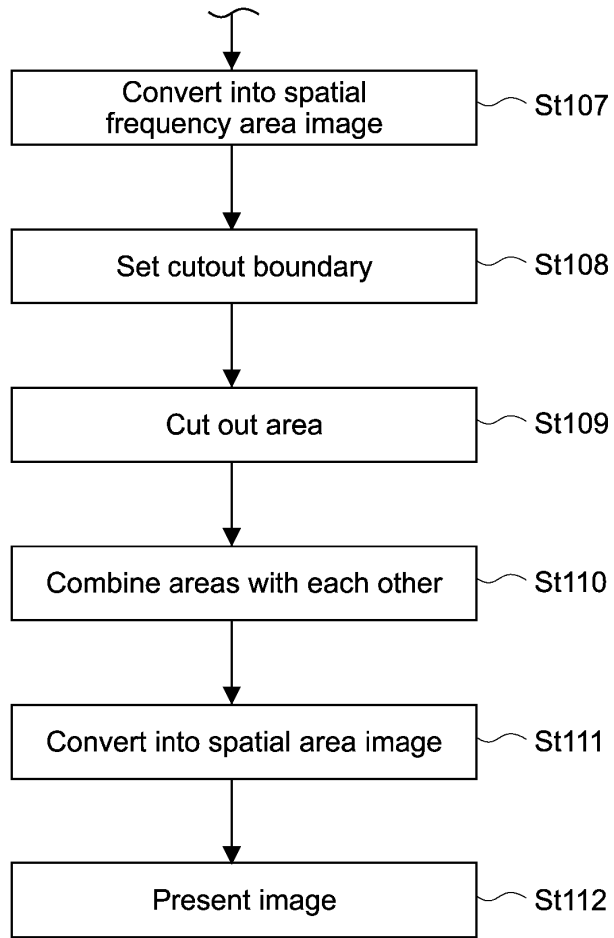 Convert into spatial
frequency area image
St107
Set cutout boundary
St108
Cut out area
St109
Combine areas with each other
St110
Convert into spatial area image
St111
Present image
St112